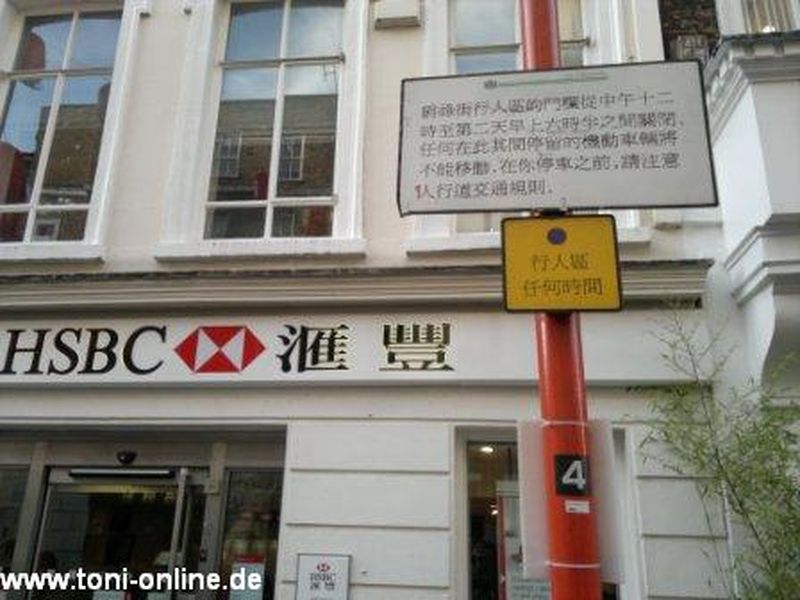 爵祿街行人區的門欄從中午十二
時至第二天早上六時半之間關閉,
任何在此其間停留的機動車輛將
不能移動. 在你停車之前, 請注意
人行道交通規則.
行人區
任何時間
HSBC 滙豐
4
HSBC
滙豐
www.toni-online.de